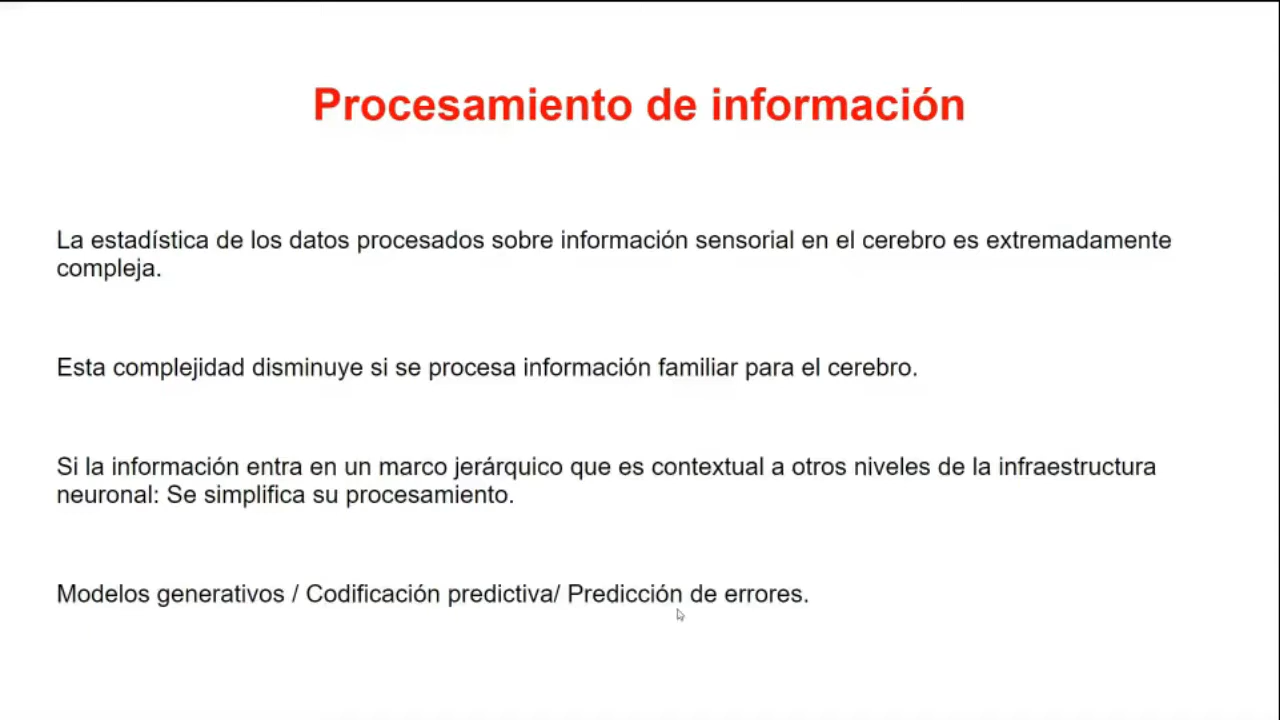 Procesamiento de información
La estadística de los datos procesados sobre información sensorial en el cerebro es extremadamente
compleja.
Esta complejidad disminuye si se procesa información familiar para el cerebro.
Si la información entra en un marco jerárquico que es contextual a otros niveles de la infraestructura
neuronal: Se simplifica su procesamiento.
Modelos generativos / Codificación predictiva/ Predicción de errores.